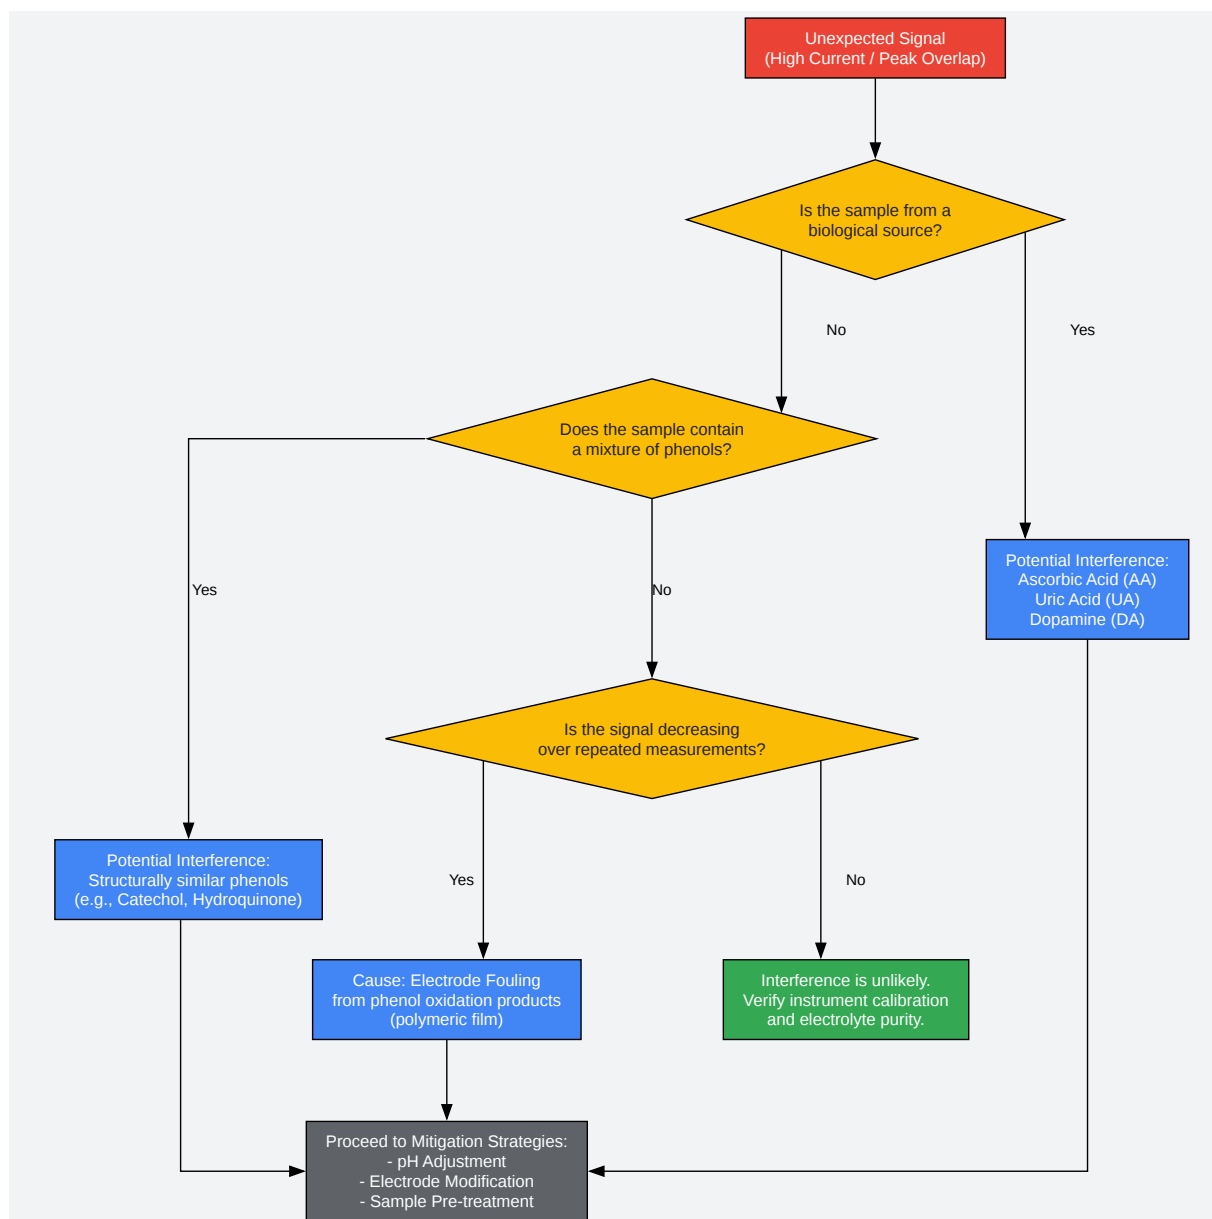 Unexpected Signal
(High Current / Peak Overlap)
Is the sample from a
biological source?
No
Yes
Does the sample contain
a mixture of phenols?
Yes
No
Potential Interference:
Ascorbic Acid (AA)
Uric Acid (UA)
Dopamine (DA)
Is the signal decreasing
over repeated measurements?
Potential Interference:
Structurally similar phenols
(e.g., Catechol, Hydroquinone)
Yes
No
Cause: Electrode Fouling
from phenol oxidation products
(polymeric film)
Interference is unlikely.
Verify instrument calibration
and electrolyte purity.
Proceed to Mitigation Strategies:
- pH Adjustment
- Electrode Modification
- Sample Pre-treatment